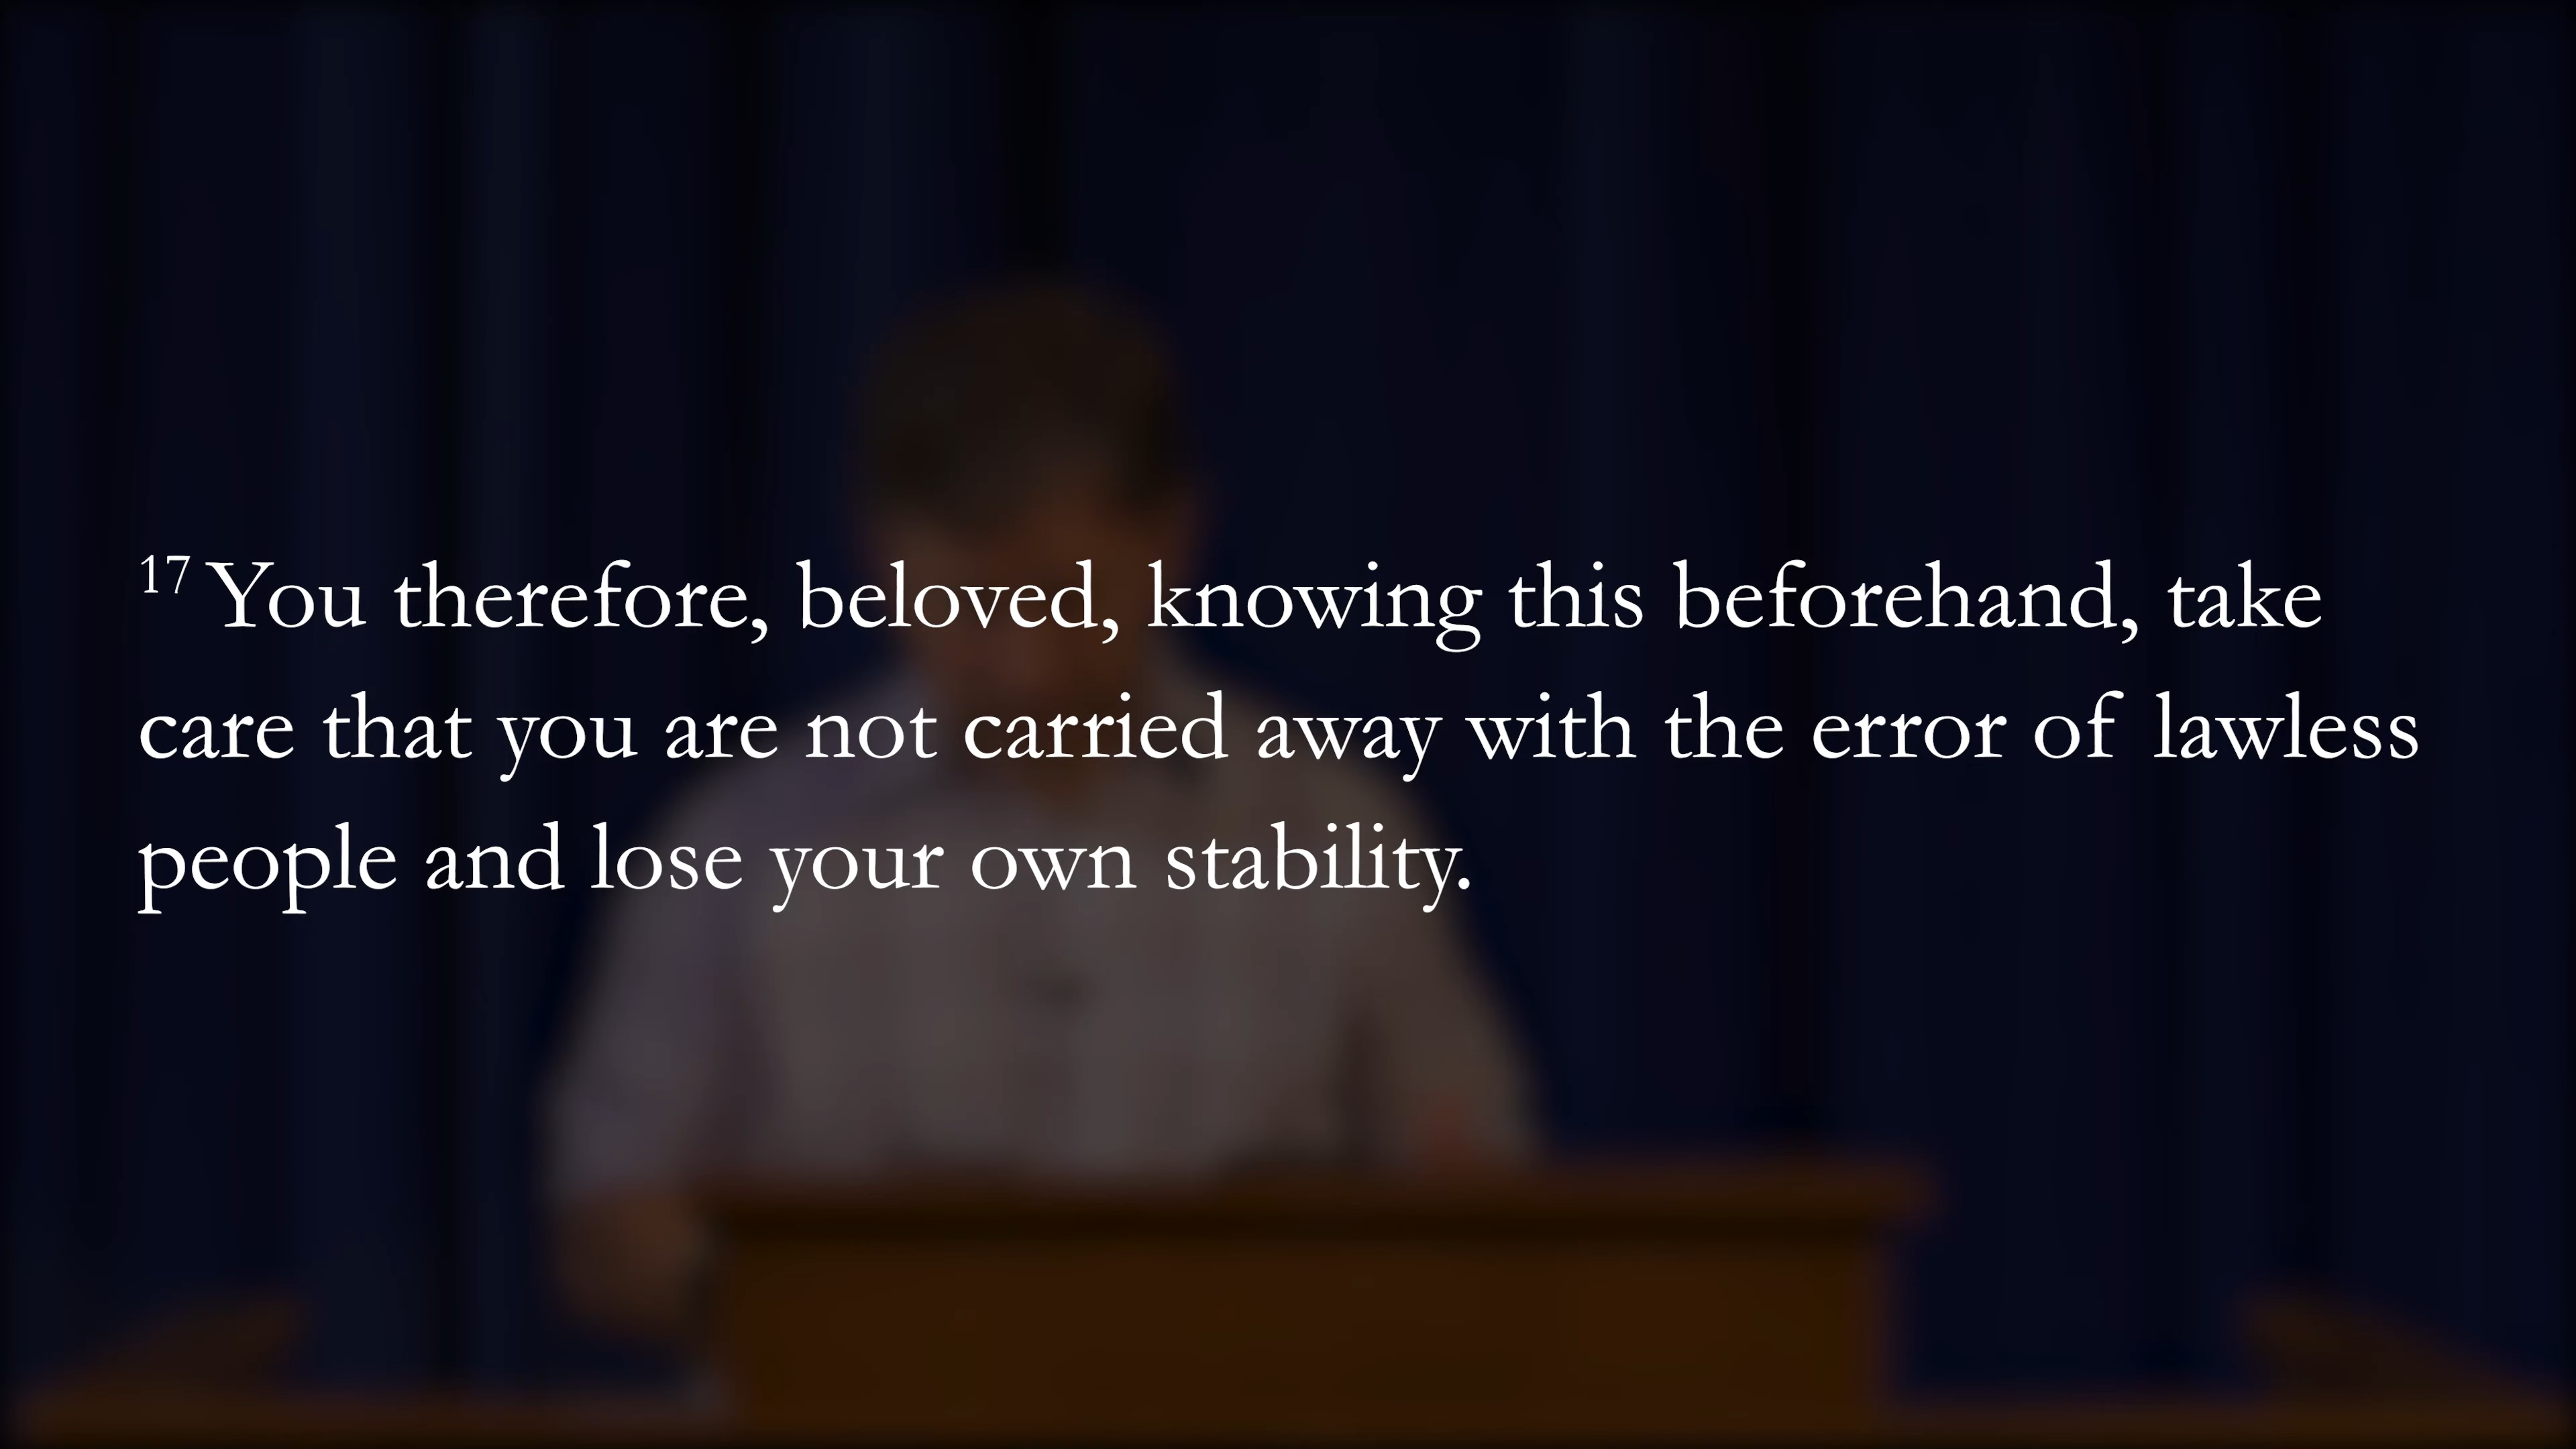 17 You therefore, beloved, knowing this beforehand, take
care that you are not carried away with the error of lawless
people and lose your own stability.